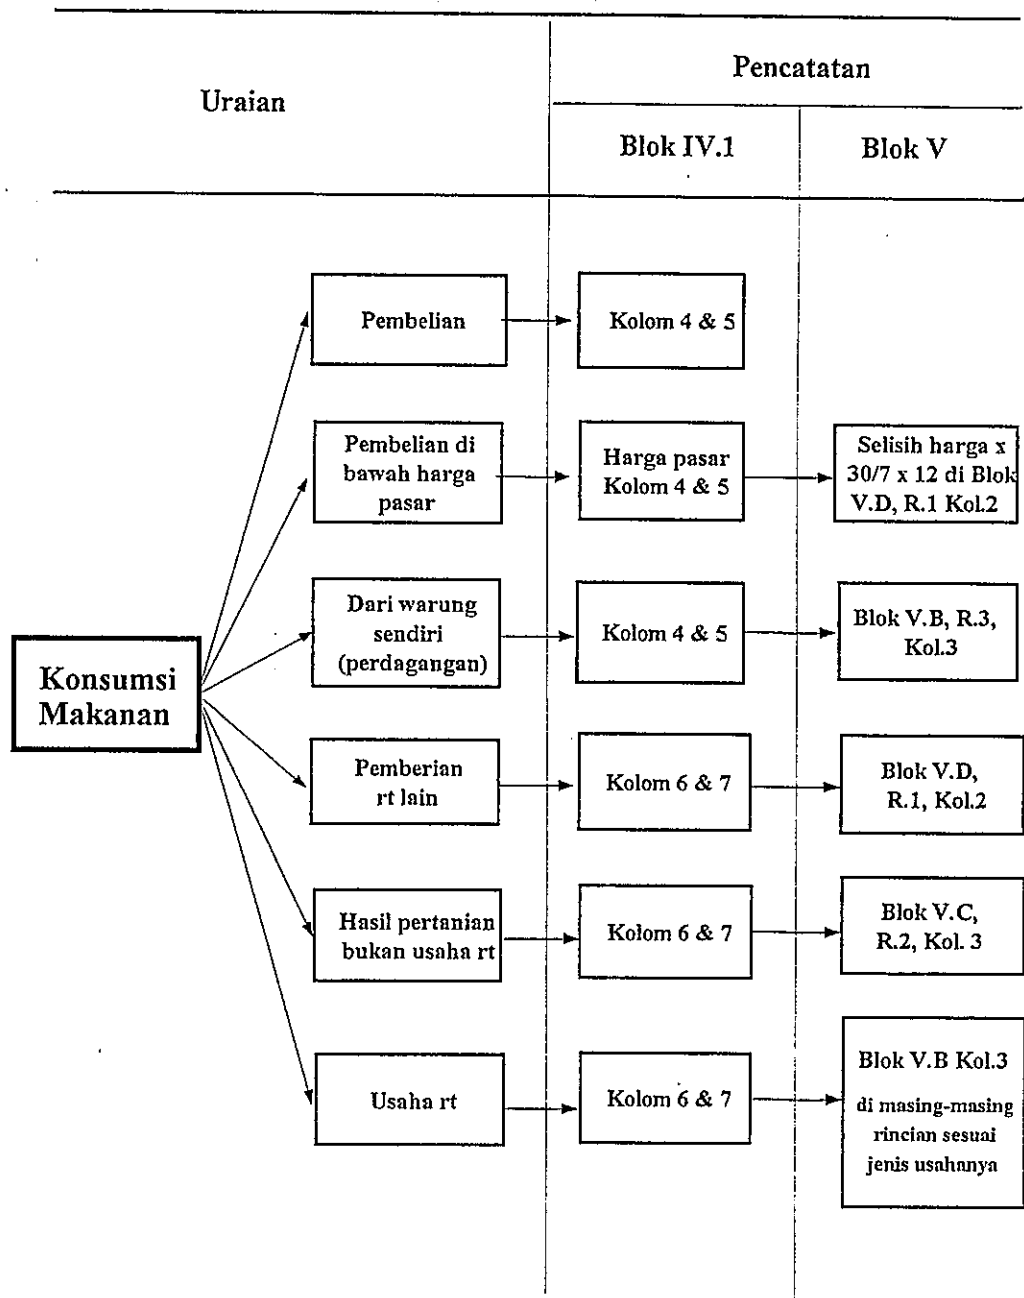 Uraian
Pencatatan
Blok IV.1
Blok V
Konsumsi
Makanan
Pembelian
Kolom 4 & 5
Pembelian di
bawah harga
pasar
Harga pasar
Kolom 4 & 5
Selisih harga x
30/7 x 12 di Blok
V.D, R.1 Kol.2
Dari warung
sendiri
(perdagangan)
Kolom 4 & 5
Blok V.B, R.3,
Kol.3
Pemberian
rt lain
Kolom 6 & 7
Blok V.D,
R.1, Kol.2
Hasil pertanian
bukan usaha rt
Kolom 6 & 7
Blok V.C,
R.2, Kol. 3
Usaha rt
Kolom 6 & 7
Blok V.B Kol.3
di masing-masing
rincian sesuai
jenis usahanya